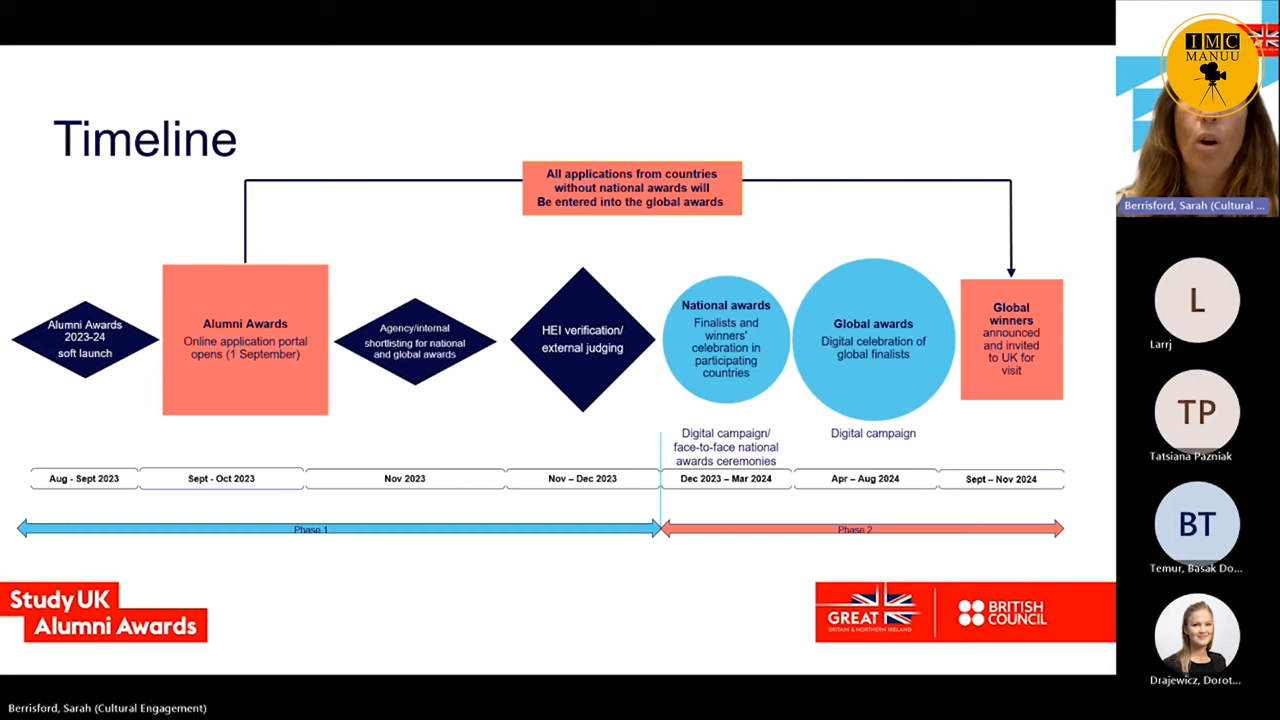 Timeline
All applications from countries
without national awards will
Be entered into the global awards
Alumni Awards
2023-24
soft launch
Alumni Awards
Online application portal
opens (1 September)
Agency/internal
shortlisting for national
and global awards
HEI verification/
external judging
National awards
Finalists and
winners'
celebration in
participating
countries
Global awards
Digital celebration of
global finalists
Global
winners
announced
and invited
to UK for
visit
Digital campaign/
face-to-face national
awards ceremonies
Digital campaign
Aug - Sept 2023
Sept - Oct 2023
Nov 2023
Nov – Dec 2023
Dec 2023 – Mar 2024
Apr – Aug 2024
Sept – Nov 2024
Phase 1
Phase 2
Study UK
Alumni Awards
GREAT
BRITAIN & NORTHERN IRELAND
BRITISH
COUNCIL
IMC
MANUU
Berrisford, Sarah (Cultural ...
L
Larrj
TP
Tatsiana Pazniak
BT
Temur, Basak Do...
Drajewicz, Dorot...
Berrisford, Sarah (Cultural Engagement)